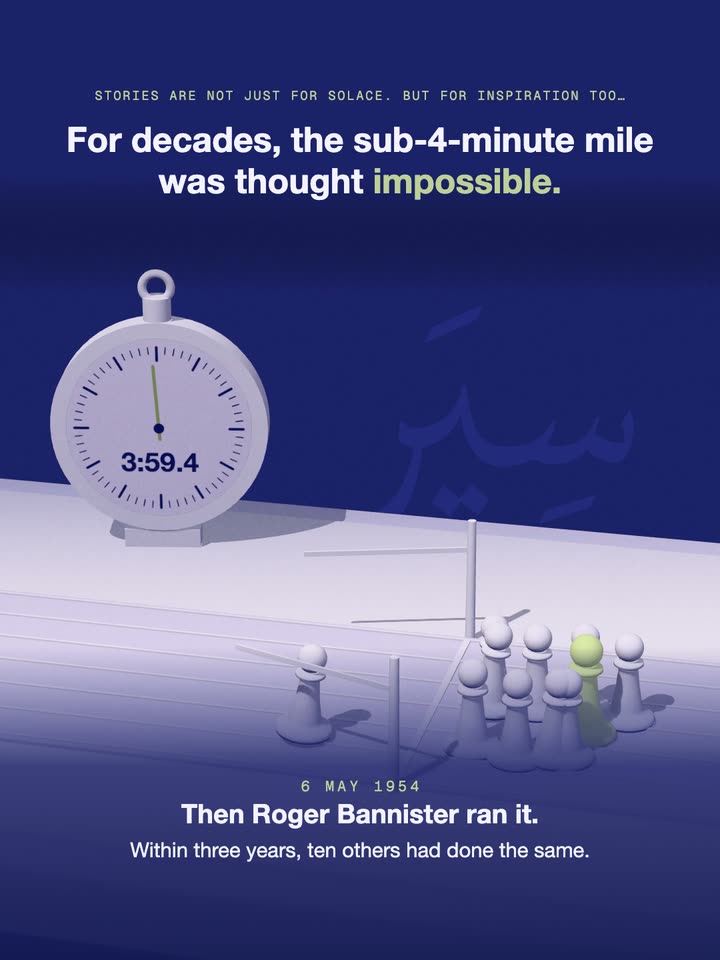 STORIES ARE NOT JUST FOR SOLACE. BUT FOR INSPIRATION TOO…
For decades, the sub-4-minute mile
was thought impossible.
3:59.4
سِيَر
6 MAY 1954
Then Roger Bannister ran it.
Within three years, ten others had done the same.